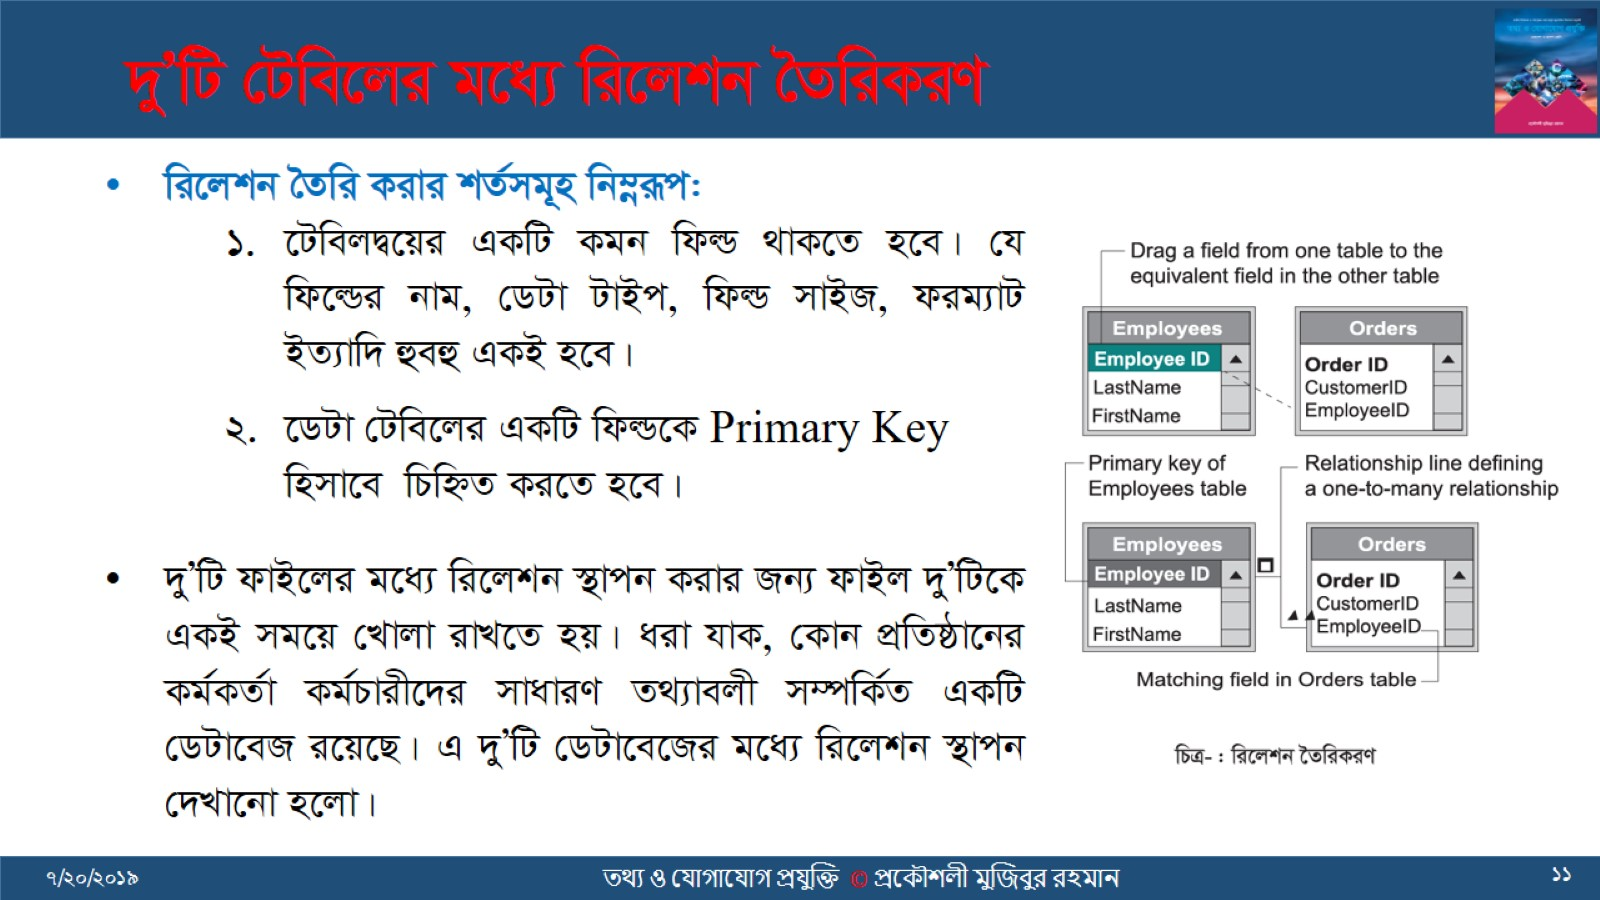 দু’টি টেবিলের মধ্যে রিলেশন তৈরিকরণ
• রিলেশন তৈরি করার শর্তসমূহ নিম্নরূপ:
১. টেবিলদ্বয়ের একটি কমন ফিল্ড থাকতে হবে। যে
ফিল্ডের নাম, ডেটা টাইপ, ফিল্ড সাইজ, ফরম্যাট
ইত্যাদি হুবহু একই হবে।
২. ডেটা টেবিলের একটি ফিল্ডকে Primary Key
হিসাবে চিহ্নিত করতে হবে।
• দু’টি ফাইলের মধ্যে রিলেশন স্থাপন করার জন্য ফাইল দু’টিকে
একই সময়ে খোলা রাখতে হয়। ধরা যাক, কোন প্রতিষ্ঠানের
কর্মকর্তা কর্মচারীদের সাধারণ তথ্যাবলী সম্পর্কিত একটি
ডেটাবেজ রয়েছে। এ দু’টি ডেটাবেজের মধ্যে রিলেশন স্থাপন
দেখানো হলো।
Drag a field from one table to the
equivalent field in the other table
Employees
Employee ID
LastName
FirstName
Orders
Order ID
CustomerID
EmployeeID
Primary key of
Employees table
Relationship line defining
a one-to-many relationship
Employees
Employee ID
LastName
FirstName
Orders
Order ID
CustomerID
EmployeeID
Matching field in Orders table
চিত্র- : রিলেশন তৈরিকরণ
তথ্য ও যোগাযোগ প্রযুক্তি
৭/২০/২০১৯
তথ্য ও যোগাযোগ প্রযুক্তি © প্রকৌশলী মুজিবুর রহমান
১১